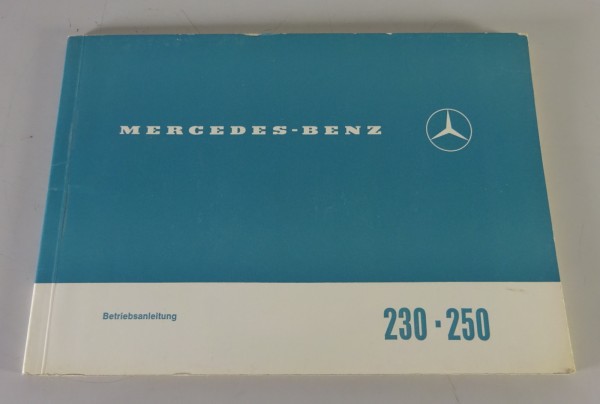 MERCEDES-BENZ
Betriebsanleitung
230 · 250